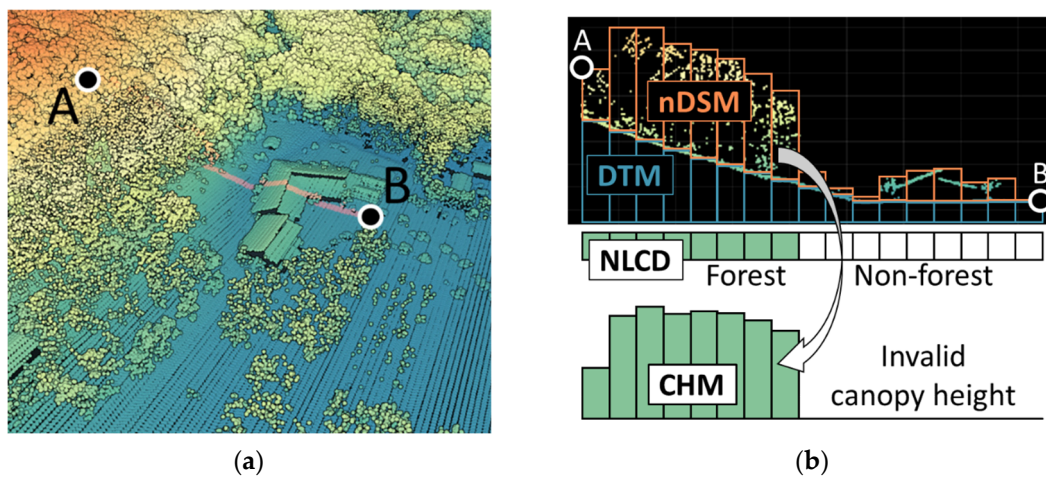 A
B
(a)
A
nDSM
DTM
B
NLCD
Forest
Non-forest
CHM
Invalid
canopy height
(b)